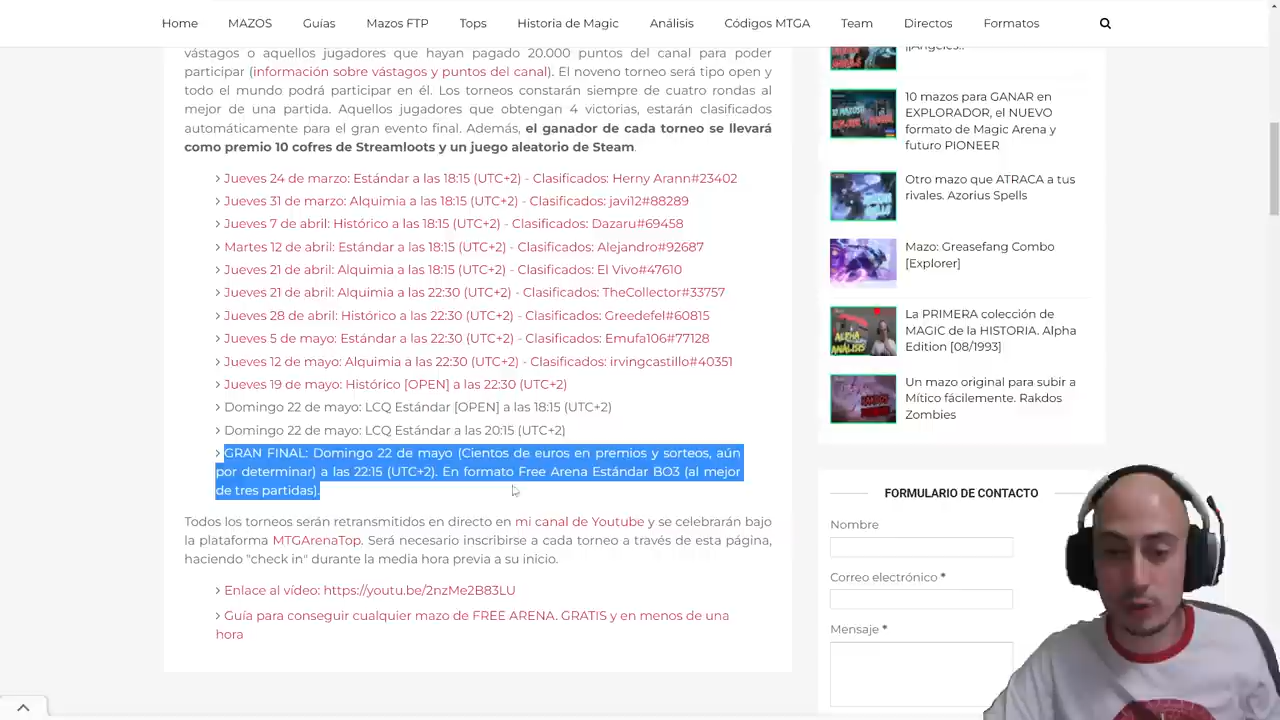 Home MAZOS Guías Mazos FTP Tops Historia de Magic Análisis Códigos MTGA Team Directos Formatos
vástagos o aquellos jugadores que hayan pagado 20.000 puntos del canal para poder
participar (información sobre vástagos y puntos del canal). El noveno torneo será tipo open y
todo el mundo podrá participar en él. Los torneos constarán siempre de cuatro rondas al
mejor de una partida. Aquellos jugadores que obtengan 4 victorias, estarán clasificados
automáticamente para el gran evento final. Además, el ganador de cada torneo se llevará
como premio 10 cofres de Streamloots y un juego aleatorio de Steam.
Jueves 24 de marzo: Estándar a las 18:15 (UTC+2) - Clasificados: Herny Arann#23402
Jueves 31 de marzo: Alquimia a las 18:15 (UTC+2) - Clasificados: javi12#88289
Jueves 7 de abril: Histórico a las 18:15 (UTC+2) - Clasificados: Dazaru#69458
Martes 12 de abril: Estándar a las 18:15 (UTC+2) - Clasificados: Alejandro#92687
Jueves 21 de abril: Alquimia a las 18:15 (UTC+2) - Clasificados: El Vivo#47610
Jueves 21 de abril: Alquimia a las 22:30 (UTC+2) - Clasificados: TheCollector#33757
Jueves 28 de abril: Histórico a las 22:30 (UTC+2) - Clasificados: Greedefel#60815
Jueves 5 de mayo: Estándar a las 22:30 (UTC+2) - Clasificados: Emufa106#77128
Jueves 12 de mayo: Alquimia a las 22:30 (UTC+2) - Clasificados: irvingcastillo#40351
Jueves 19 de mayo: Histórico [OPEN] a las 22:30 (UTC+2)
Domingo 22 de mayo: LCQ Estándar [OPEN] a las 18:15 (UTC+2)
Domingo 22 de mayo: LCQ Estándar a las 20:15 (UTC+2)
GRAN FINAL: Domingo 22 de mayo (Cientos de euros en premios y sorteos, aún
por determinar) a las 22:15 (UTC+2). En formato Free Arena Estándar BO3 (al mejor
de tres partidas).
Todos los torneos serán retransmitidos en directo en mi canal de Youtube y se celebrarán bajo
la plataforma MTGArenaTop. Será necesario inscribirse a cada torneo a través de esta página,
haciendo "check in" durante la media hora previa a su inicio.
Enlace al vídeo: https://youtu.be/2nzMe2B83LU
Guía para conseguir cualquier mazo de FREE ARENA. GRATIS y en menos de una
hora
¡¡Ángeles..
10 mazos para GANAR en
EXPLORADOR, el NUEVO
formato de Magic Arena y
futuro PIONEER
Otro mazo que ATRACA a tus
rivales. Azorius Spells
Mazo: Greasefang Combo
[Explorer]
ALPHA
ANÁLISIS
La PRIMERA colección de
MAGIC de la HISTORIA. Alpha
Edition [08/1993]
Un mazo original para subir a
Mítico fácilmente. Rakdos
Zombies
FORMULARIO DE CONTACTO
Nombre
Correo electrónico *
Mensaje *